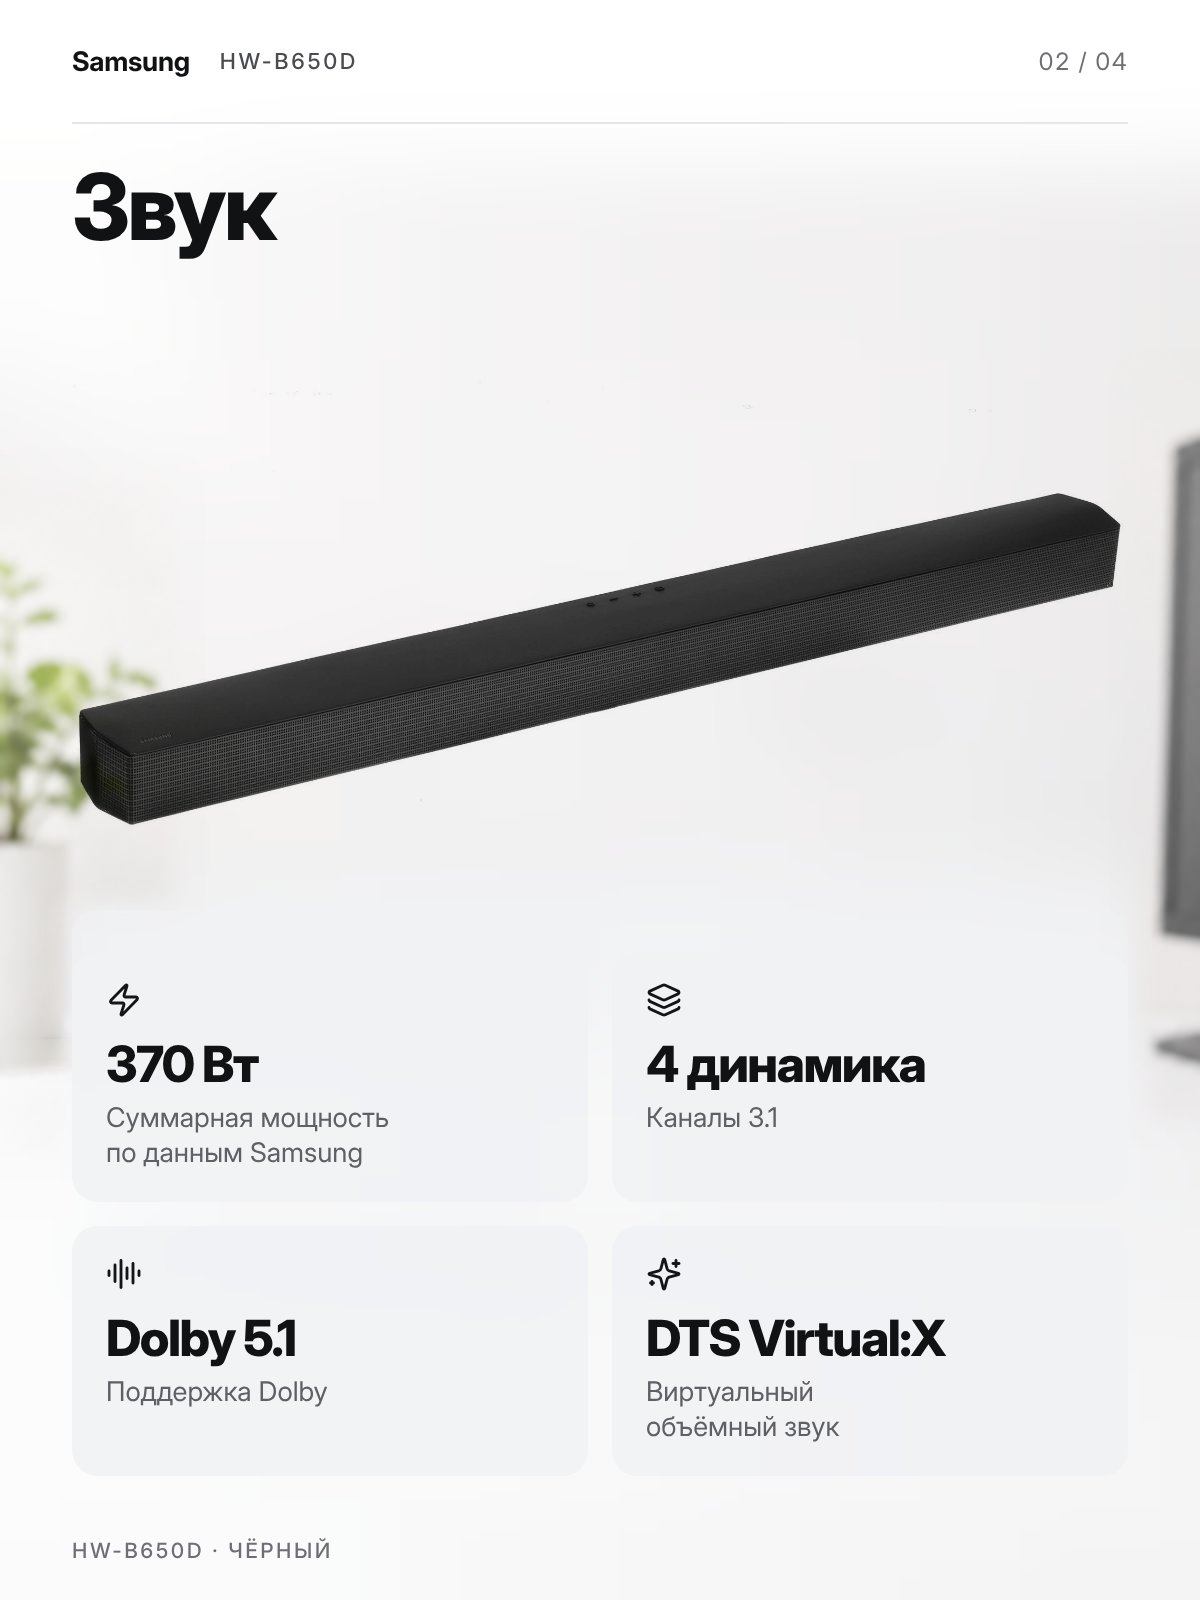 Samsung HW-B650D 02 / 04
Звук
370 Вт
Суммарная мощность
по данным Samsung
4 динамика
Каналы 3.1
Dolby 5.1
Поддержка Dolby
DTS Virtual:X
Виртуальный
объёмный звук
HW-B650D · ЧЁРНЫЙ